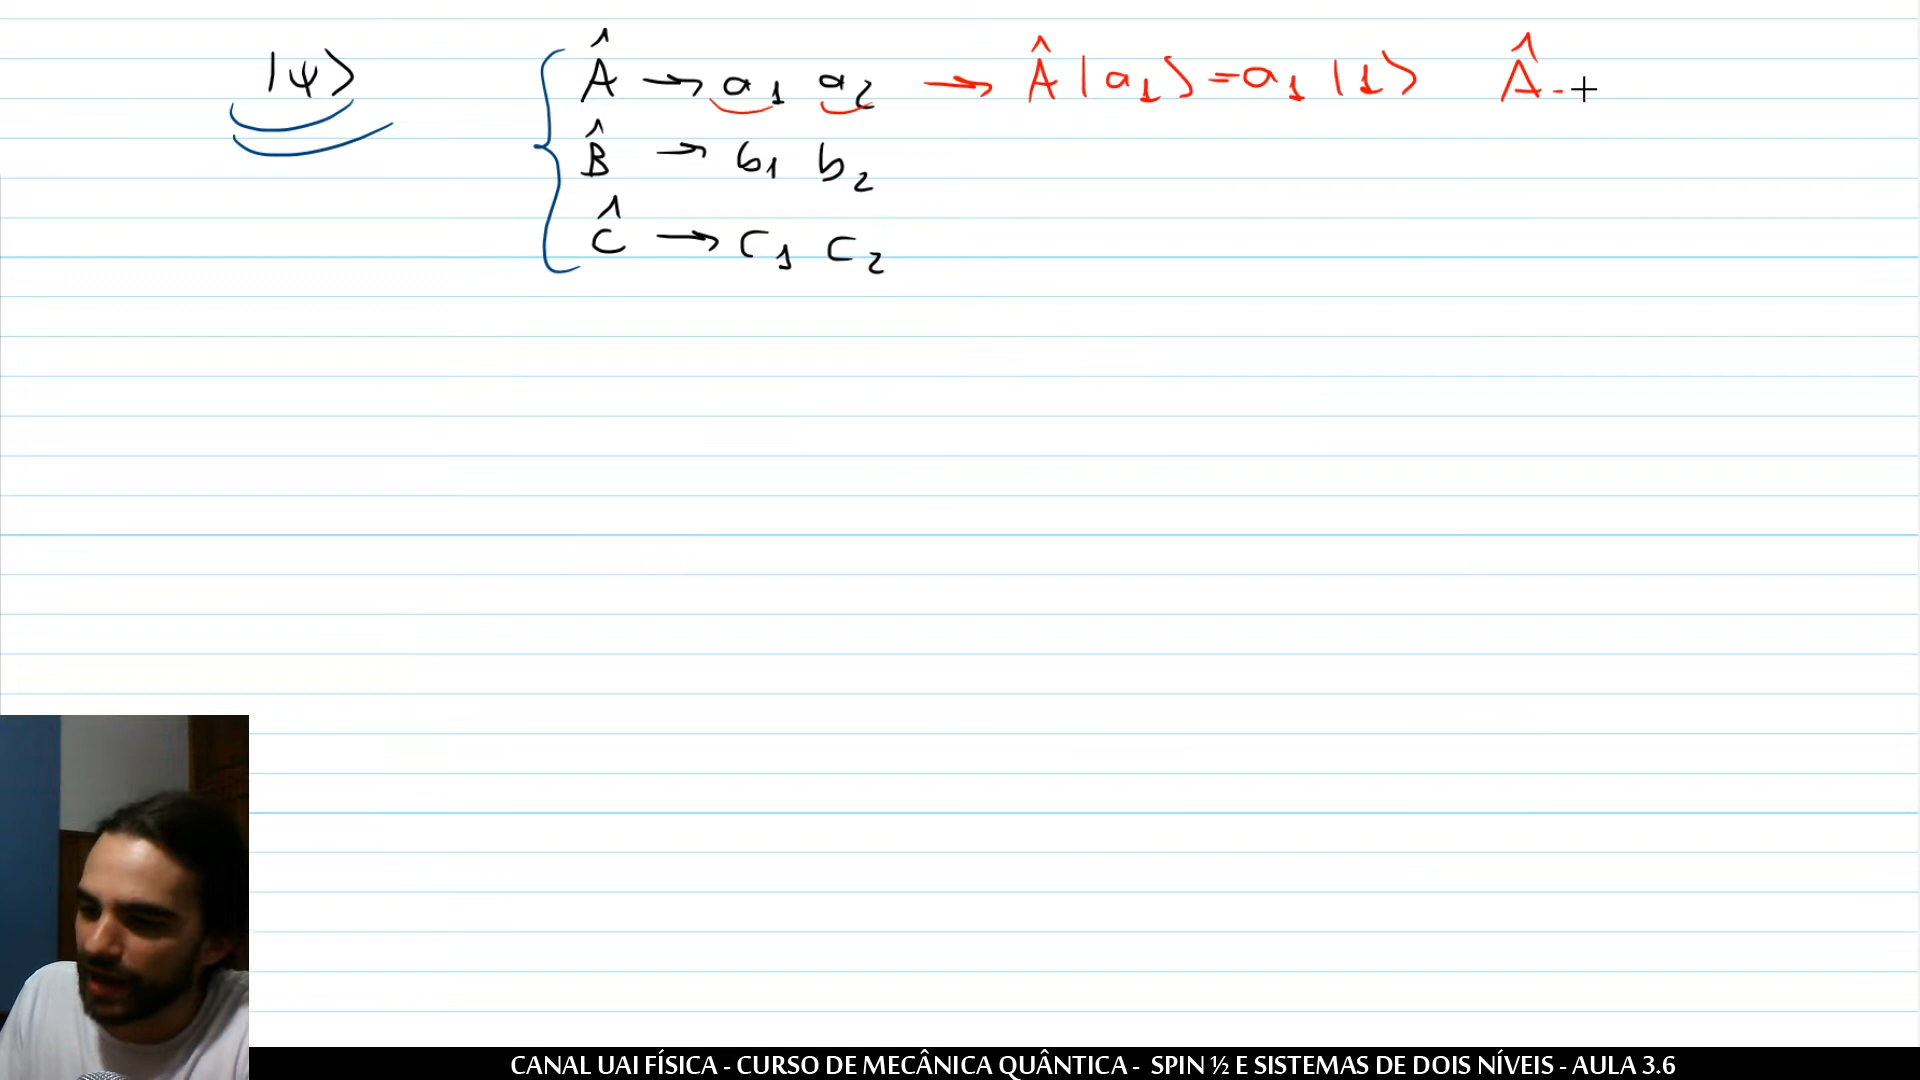 |ψ⟩ { Â → a₁ a₂ → Â|a₁⟩ = a₁|1⟩ Â
B̂ → b₁ b₂
Ĉ → c₁ c₂
CANAL UAI FÍSICA - CURSO DE MECÂNICA QUÂNTICA - SPIN ½ E SISTEMAS DE DOIS NÍVEIS - AULA 3.6